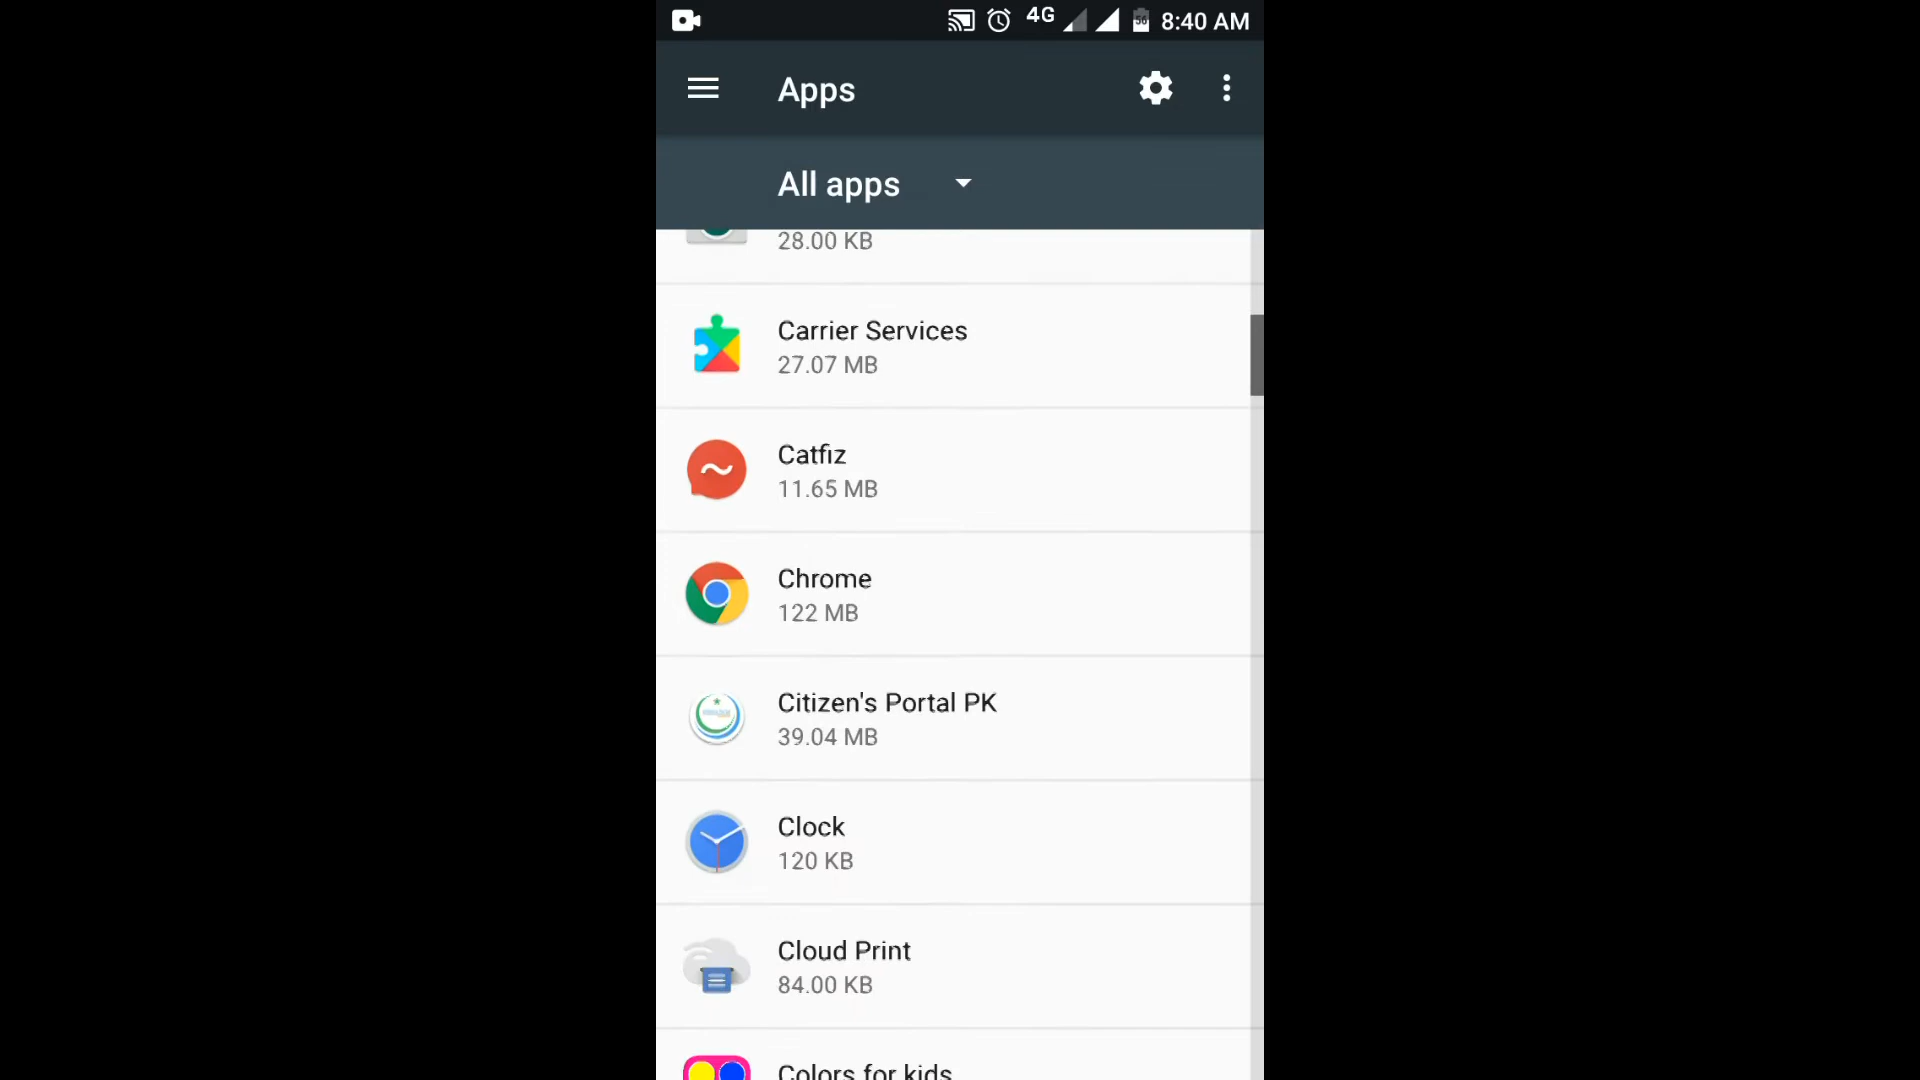 4G 56 8:40 AM
Apps
All apps
28.00 KB
Carrier Services
27.07 MB
Catfiz
11.65 MB
Chrome
122 MB
Citizen's Portal PK
39.04 MB
Clock
120 KB
Cloud Print
84.00 KB
Colors for kids